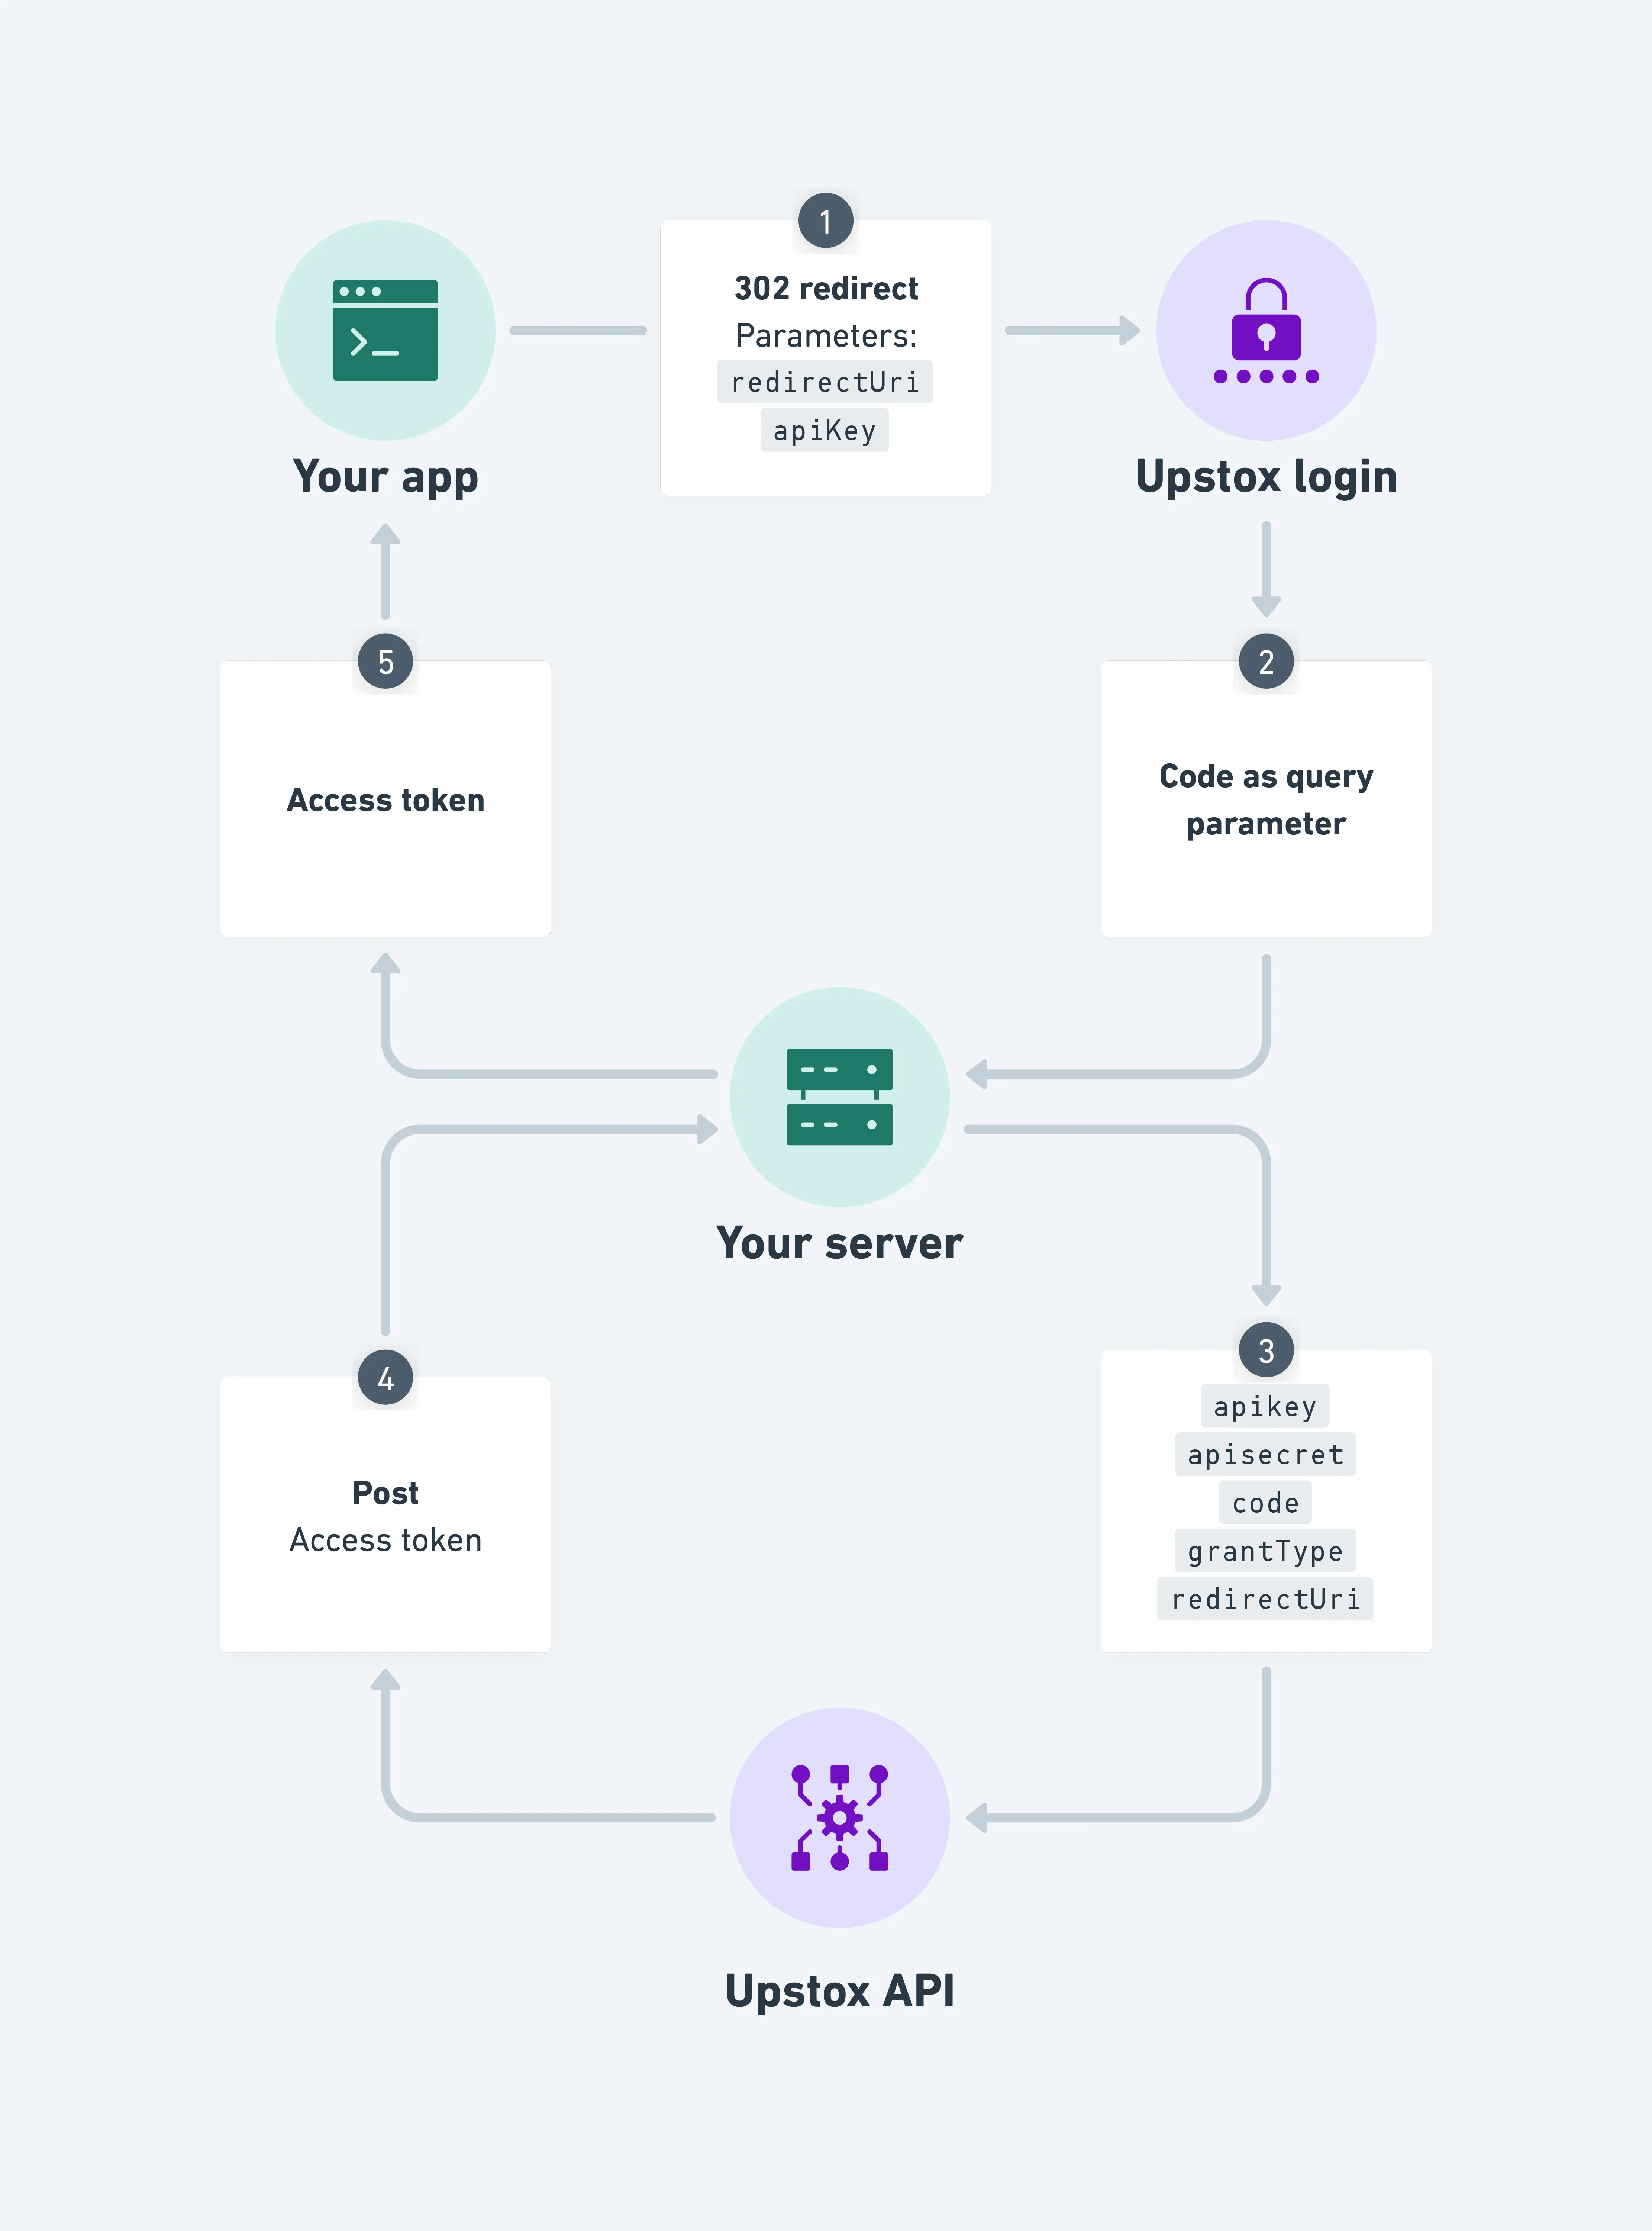 1
302 redirect
Parameters:
redirectUri
apiKey
Your app
Upstox login
5
Access token
2
Code as query
parameter
Your server
3
apikey
apisecret
code
grantType
redirectUri
4
Post
Access token
Upstox API